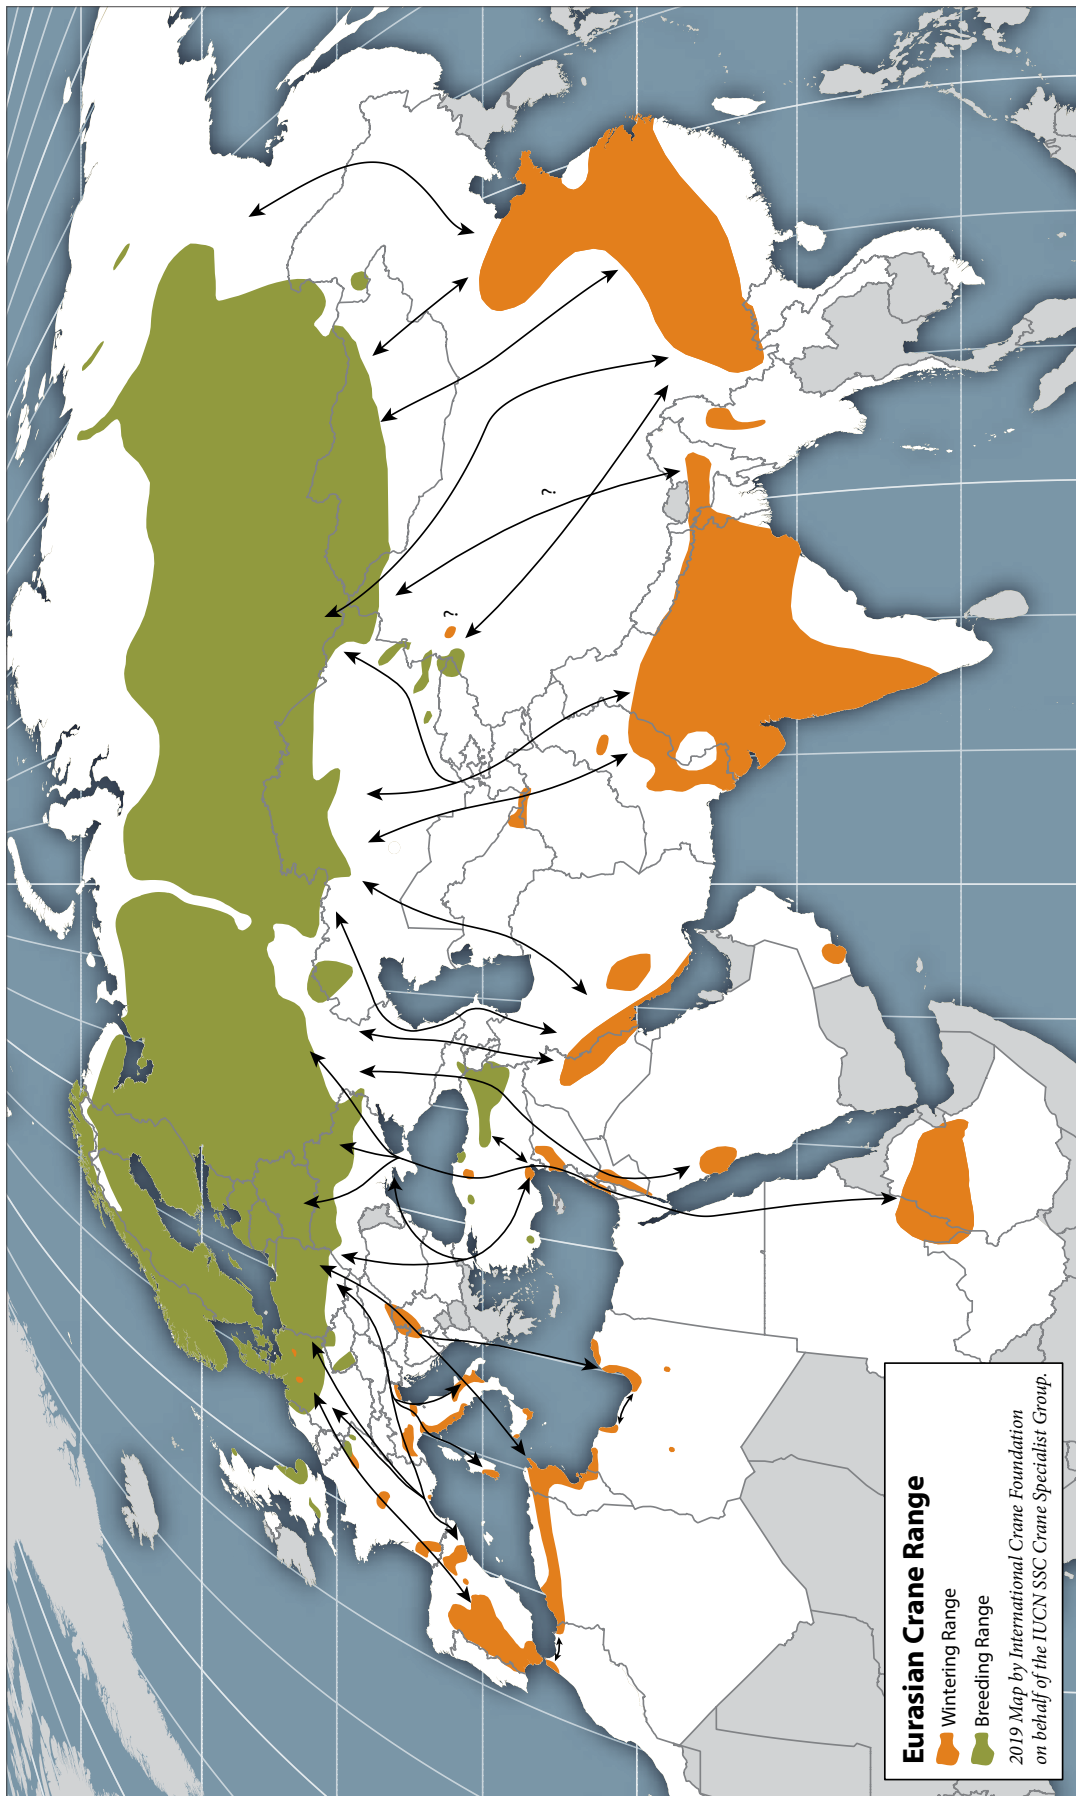 ?
?
Eurasian Crane Range
Wintering Range
Breeding Range
2019 Map by International Crane Foundation
on behalf of the IUCN SSC Crane Specialist Group.